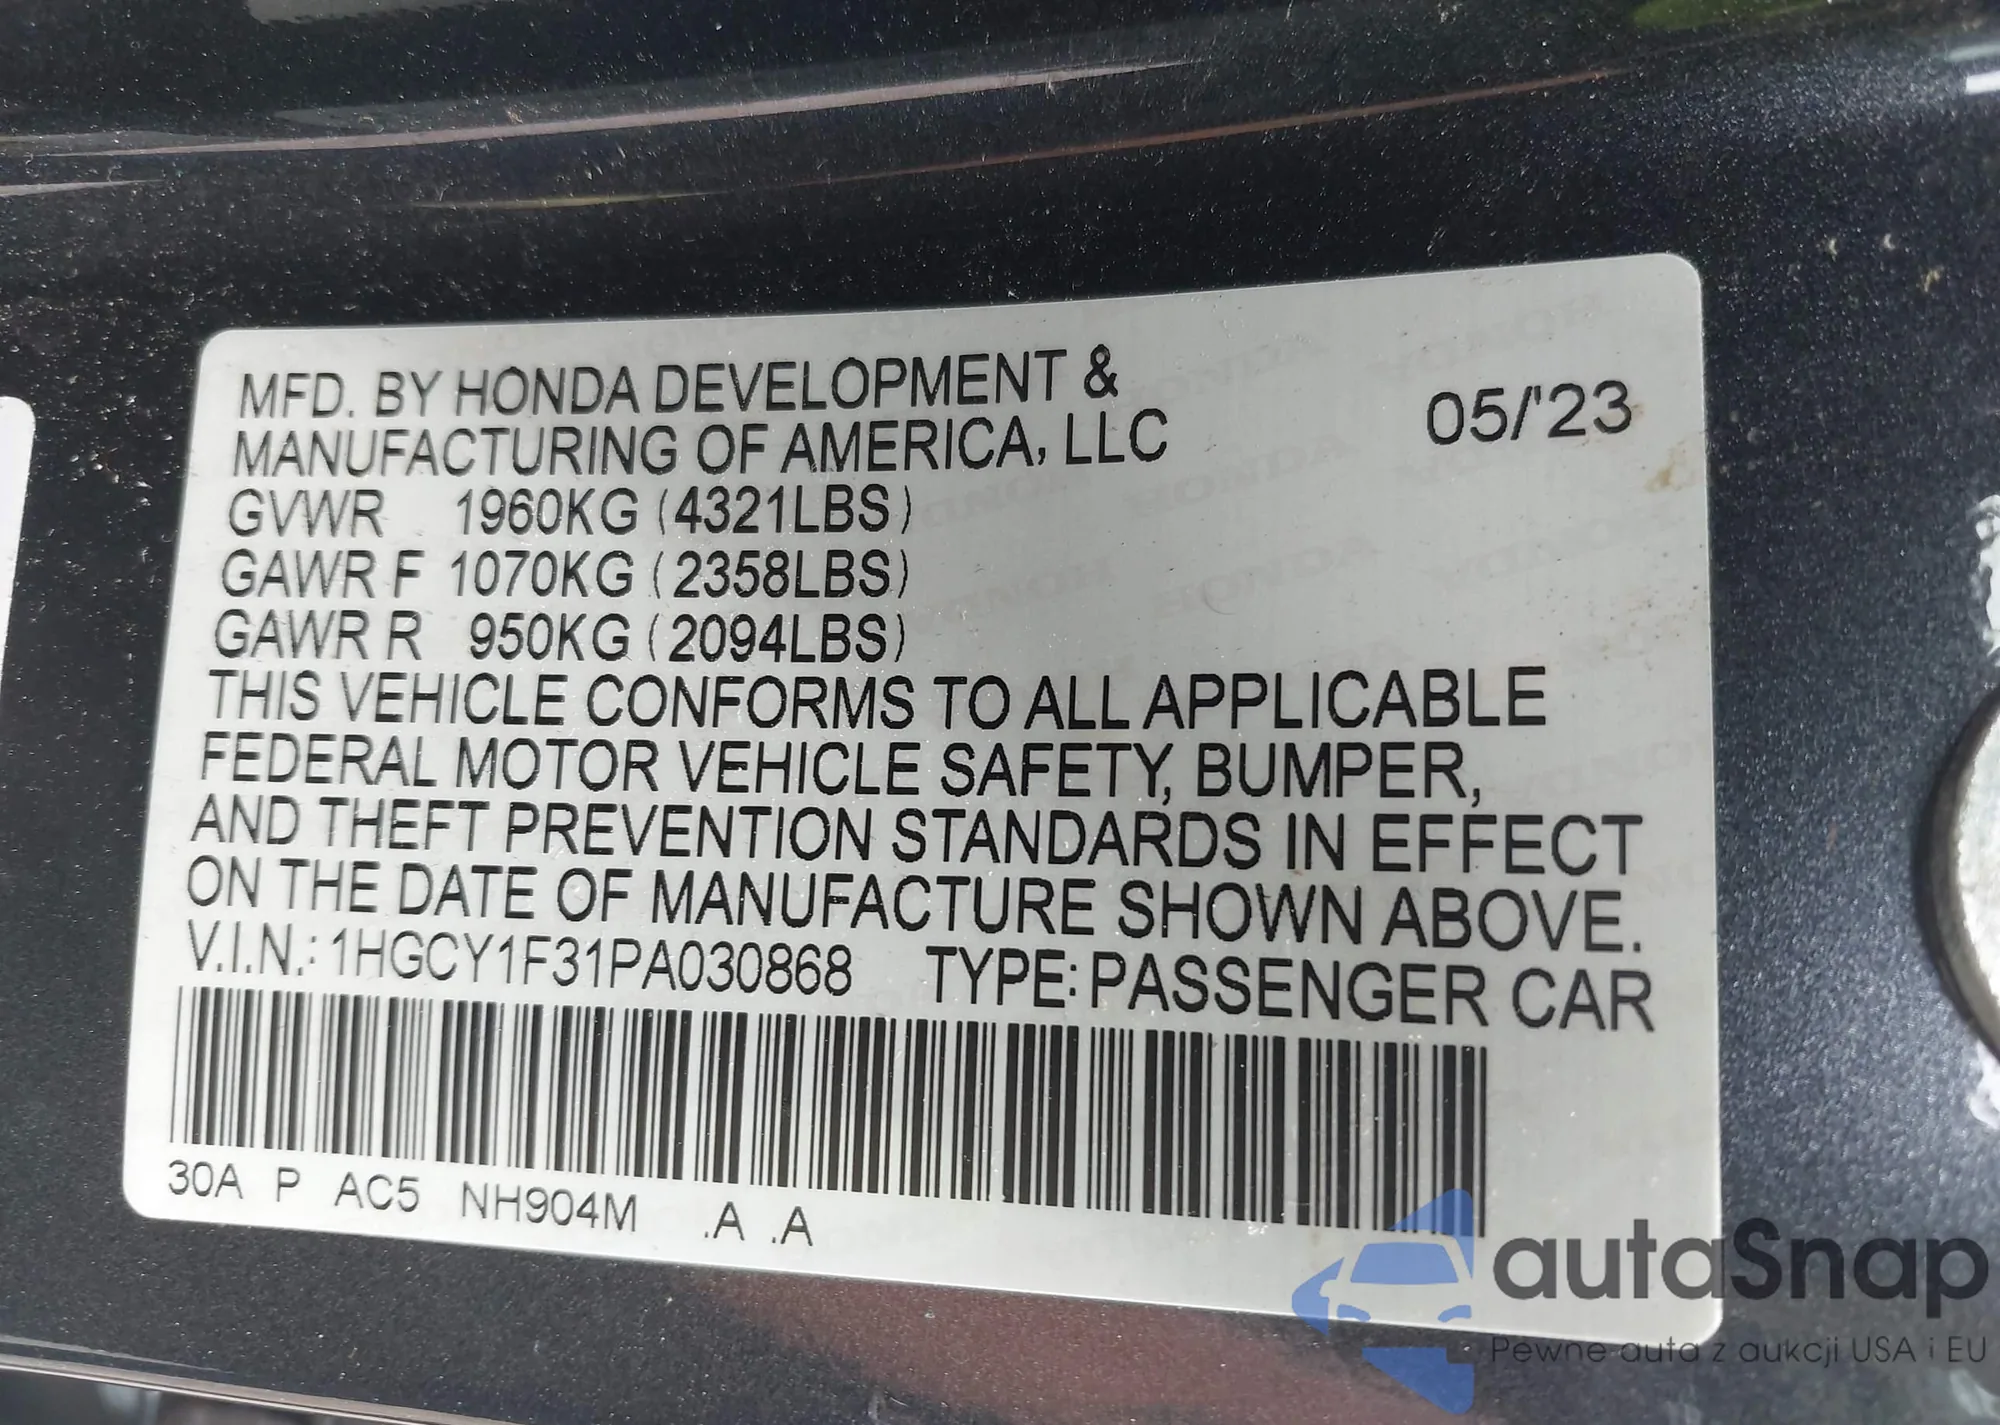 MFD. BY HONDA DEVELOPMENT &
MANUFACTURING OF AMERICA, LLC
05/'23
GVWR 1960KG (4321LBS)
GAWR F 1070KG (2358LBS)
GAWR R 950KG (2094LBS)
THIS VEHICLE CONFORMS TO ALL APPLICABLE
FEDERAL MOTOR VEHICLE SAFETY, BUMPER,
AND THEFT PREVENTION STANDARDS IN EFFECT
ON THE DATE OF MANUFACTURE SHOWN ABOVE.
V.I.N.: 1HGCY1F31PA030868 TYPE: PASSENGER CAR
30A P AC5 NH904M .A .A
autaSnap
Pewne auta z aukcji USA i EU